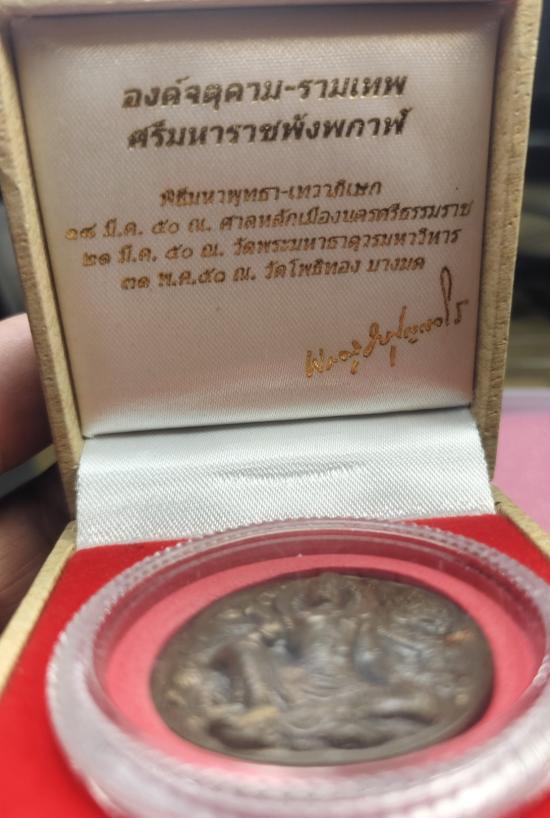 องค์จตุคาม-รามเทพ
ศรีมหาราชพังพกาฬ
พิธีมหาพุทธา-เทวาภิเษก
๑๘ มี.ค. ๕๐ ณ. ศาลหลักเมืองนครศรีธรรมราช
๒๑ มี.ค. ๕๐ ณ. วัดพระมหาธาตุวรมหาวิหาร
๓๑ พ.ค.๕๐ ณ. วัดโพธิทอง บางมด